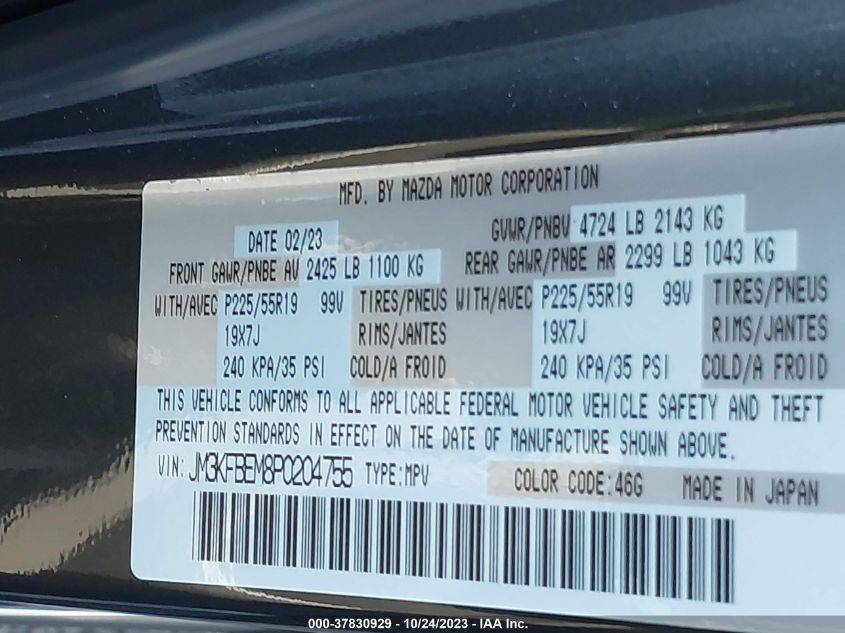 MFD. BY MAZDA MOTOR CORPORATION
DATE 02/23 GVWR/PNBV 4724 LB 2143 KG
FRONT GAWR/PNBE AV 2425 LB 1100 KG REAR GAWR/PNBE AR 2299 LB 1043 KG
WITH/AVEC P225/55R19 99V TIRES/PNEUS WITH/AVEC P225/55R19 99V TIRES/PNEUS
19X7J RIMS/JANTES 19X7J RIMS/JANTES
240 KPA/35 PSI COLD/A FROID 240 KPA/35 PSI COLD/A FROID
THIS VEHICLE CONFORMS TO ALL APPLICABLE FEDERAL MOTOR VEHICLE SAFETY AND THEFT
PREVENTION STANDARDS IN EFFECT ON THE DATE OF MANUFACTURE SHOWN ABOVE.
VIN: JM3KFBEM8P0204755 TYPE:MPV COLOR CODE:46G MADE IN JAPAN
000-37830929 - 10/24/2023 - IAA Inc.